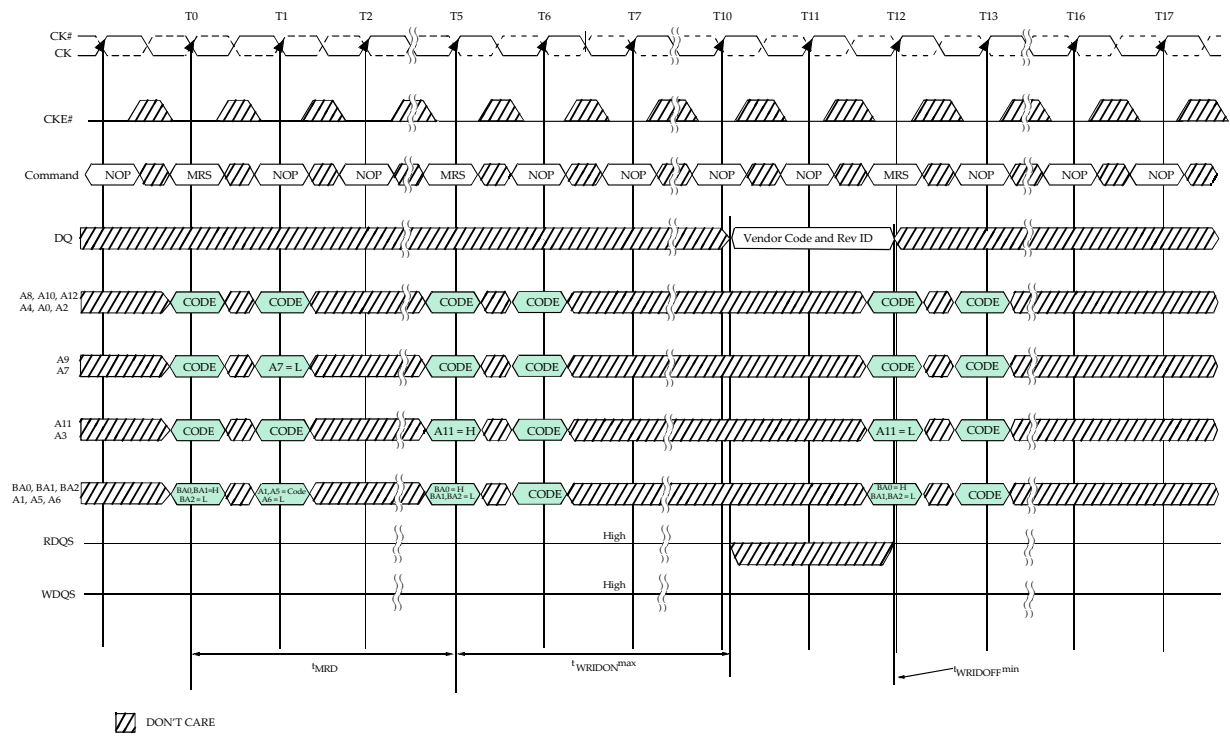 T0 T1 T2 T5 T6 T7 T10 T11 T12 T13 T16 T17
CK#
CK
CKE#
Command NOP MRS NOP NOP MRS NOP NOP NOP NOP MRS NOP NOP NOP
DQ Vendor Code and Rev ID
A8, A10, A12
A4, A0, A2
CODE CODE CODE CODE CODE CODE
A9
A7
CODE A7 = L CODE CODE CODE CODE
A11
A3
CODE CODE A11 = H CODE A11 = L CODE
BA0, BA1, BA2
A1, A5, A6
BA0,BA1=H
BA2 = L
A1, A5 = Code
A6 = L
BA0 = H
BA1,BA2 = L
CODE
BA0 = H
BA1,BA2 = L
CODE
RDQS High
WDQS High
tMRD tWRIDONmax tWRIDOFFmin
DON'T CARE